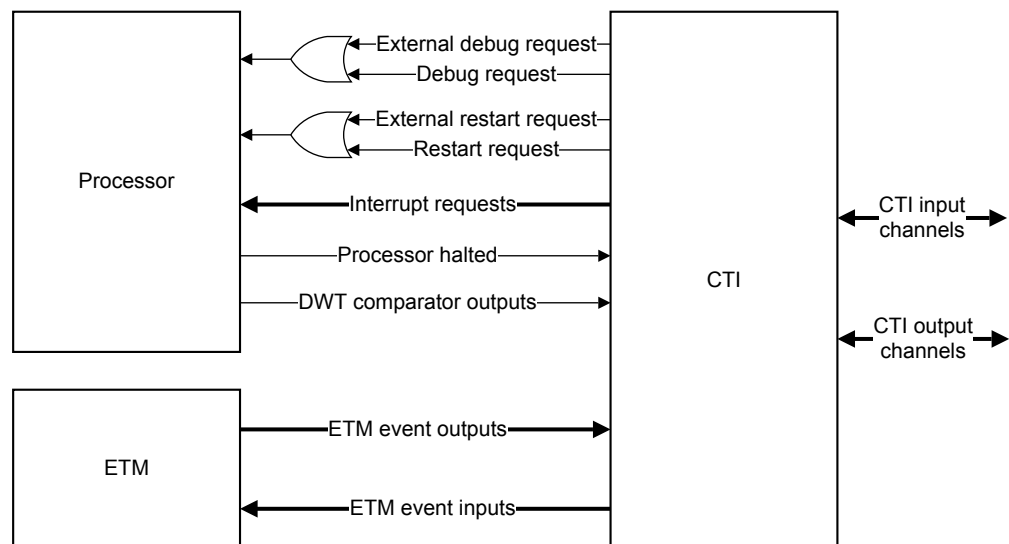 External debug request
Debug request
External restart request
Restart request
Processor
Interrupt requests
Processor halted
DWT comparator outputs
CTI
CTI input
channels
CTI output
channels
ETM event outputs
ETM
ETM event inputs